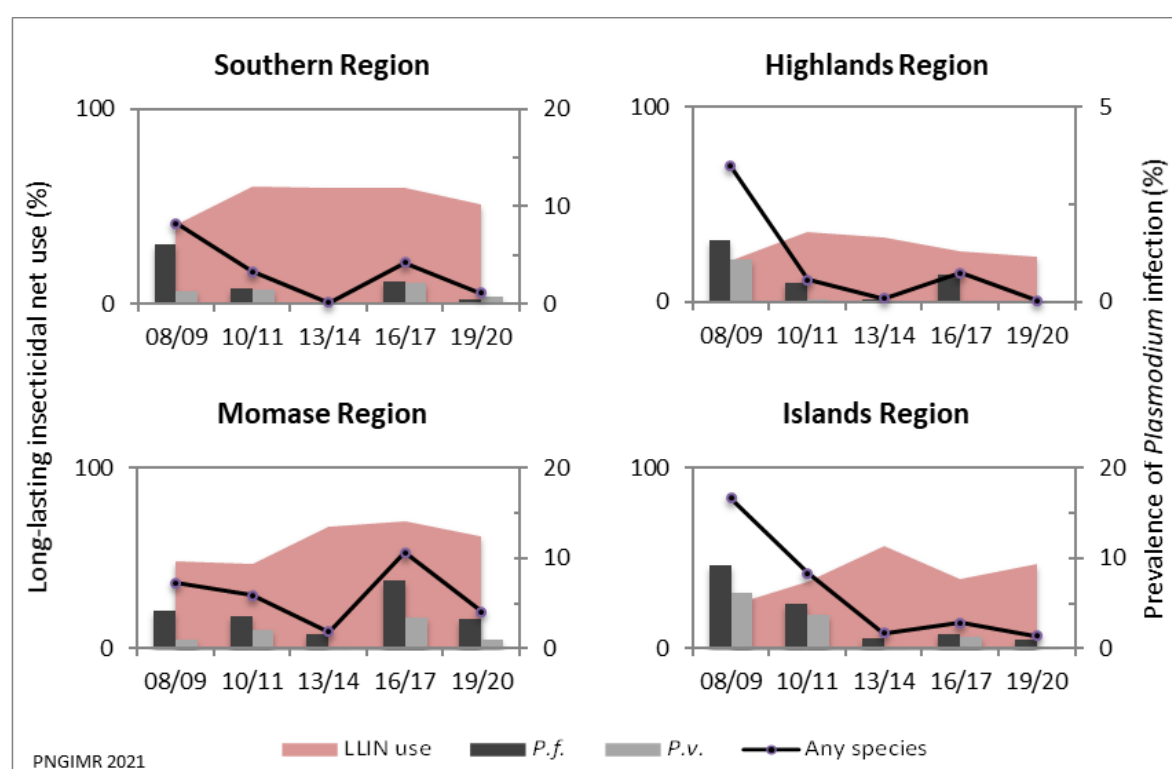 Southern Region
Highlands Region
Long-lasting insecticidal net use (%)
100
0
20
10
0
08/09 10/11 13/14 16/17 19/20
100
0
5
0
08/09 10/11 13/14 16/17 19/20
Prevalence of Plasmodium infection (%)
Momase Region
Islands Region
100
0
20
10
0
08/09 10/11 13/14 16/17 19/20
100
0
20
10
0
08/09 10/11 13/14 16/17 19/20
LLIN use P.f. P.v. Any species
PNGIMR 2021